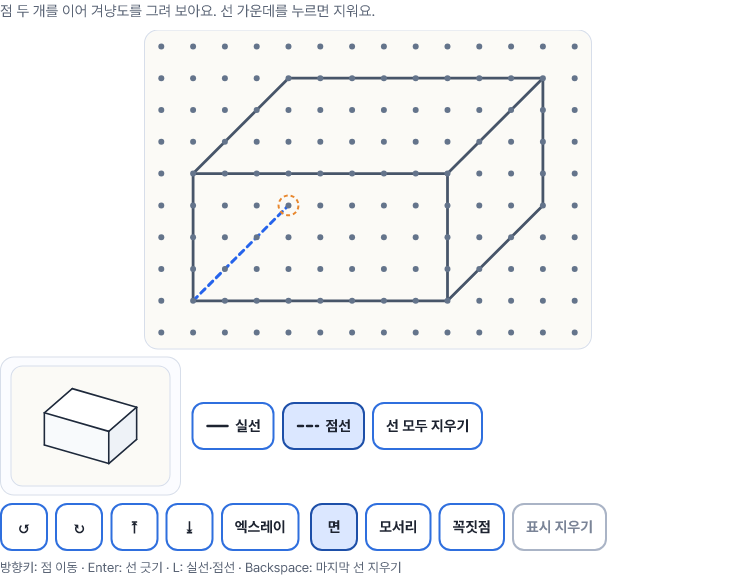 점 두 개를 이어 겨냥도를 그려 보아요. 선 가운데를 누르면 지워요.
실선 점선 선 모두 지우기
↺ ↻ ⤒ ⤓ 엑스레이 면 모서리 꼭짓점 표시 지우기
방향키: 점 이동 · Enter: 선 긋기 · L: 실선·점선 · Backspace: 마지막 선 지우기